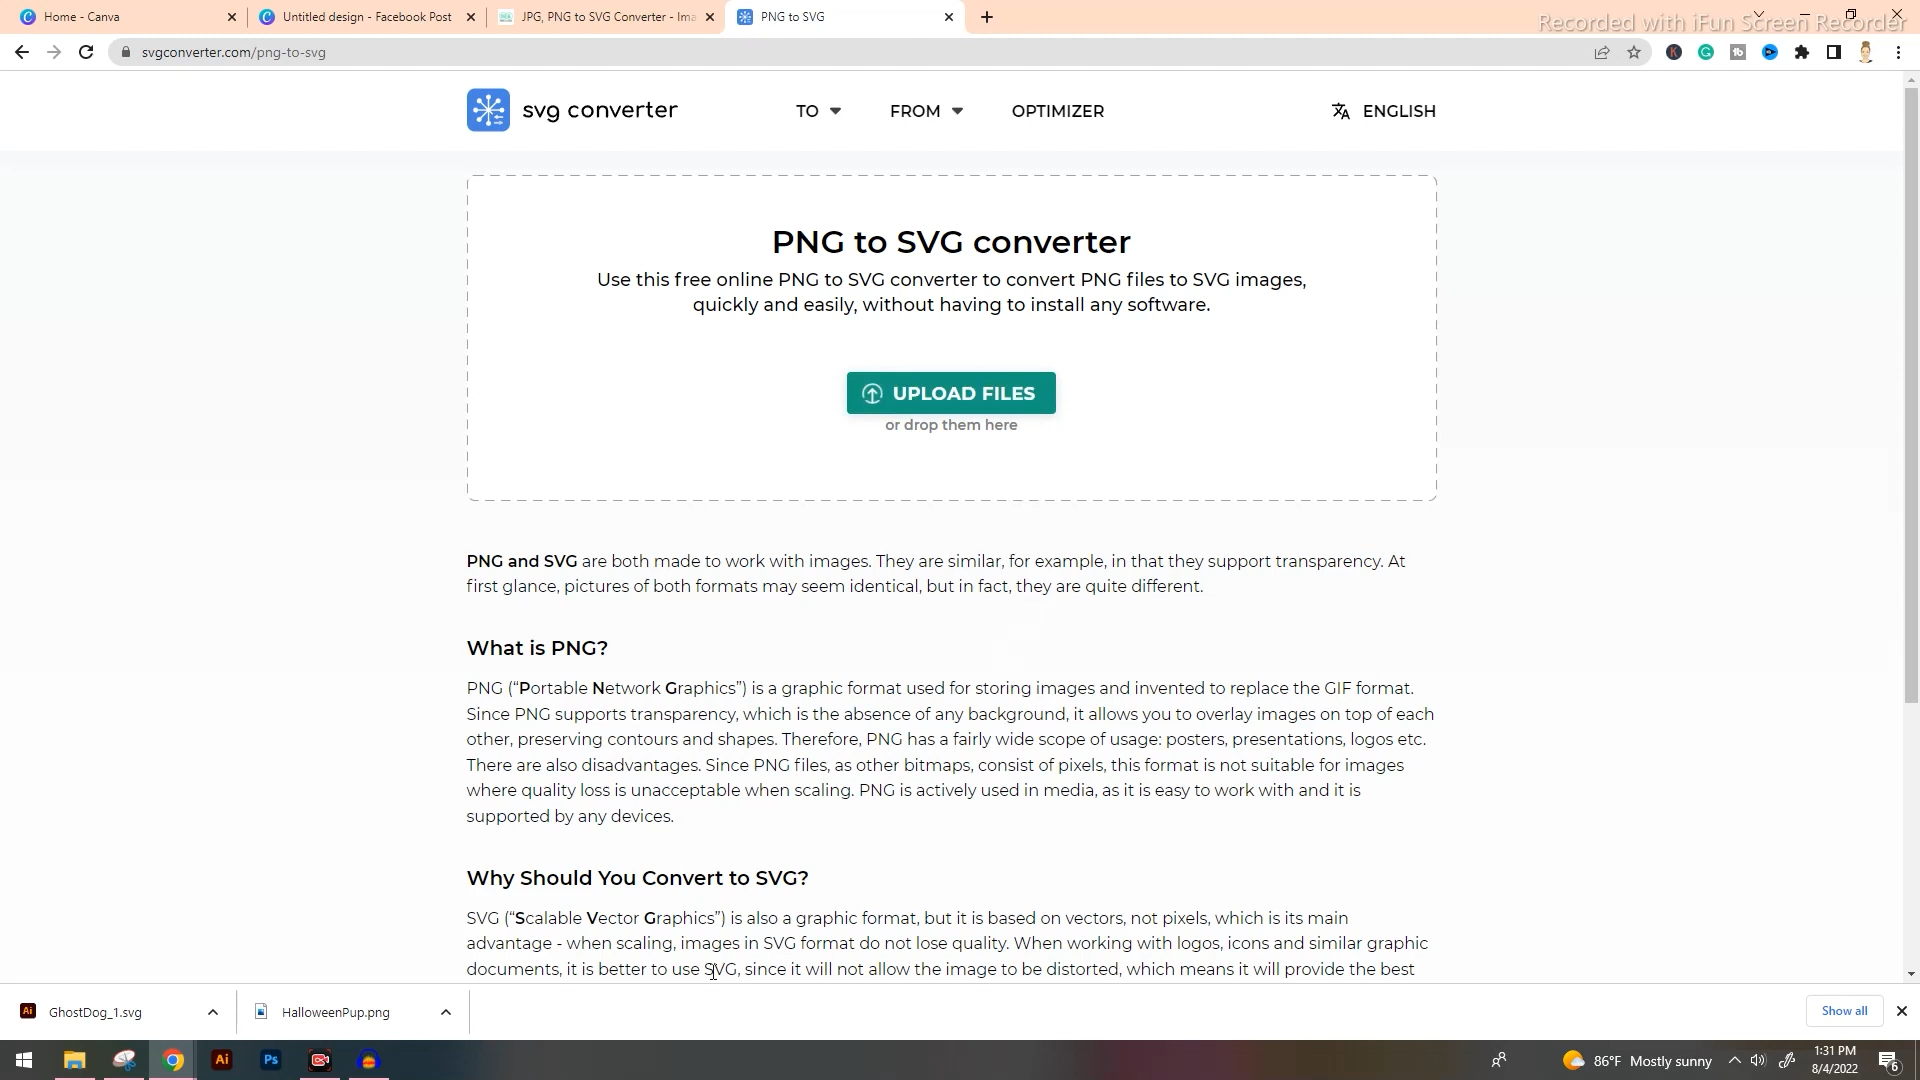 Home - Canva
Untitled design - Facebook Post
JPG, PNG to SVG Converter - Ima
PNG to SVG
Recorded with iFun Screen Recorder
svgconverter.com/png-to-svg
svg converter
TO
FROM
OPTIMIZER
ENGLISH
PNG to SVG converter
Use this free online PNG to SVG converter to convert PNG files to SVG images,
quickly and easily, without having to install any software.
UPLOAD FILES
or drop them here
PNG and SVG are both made to work with images. They are similar, for example, in that they support transparency. At
first glance, pictures of both formats may seem identical, but in fact, they are quite different.
What is PNG?
PNG (“Portable Network Graphics”) is a graphic format used for storing images and invented to replace the GIF format.
Since PNG supports transparency, which is the absence of any background, it allows you to overlay images on top of each
other, preserving contours and shapes. Therefore, PNG has a fairly wide scope of usage: posters, presentations, logos etc.
There are also disadvantages. Since PNG files, as other bitmaps, consist of pixels, this format is not suitable for images
where quality loss is unacceptable when scaling. PNG is actively used in media, as it is easy to work with and it is
supported by any devices.
Why Should You Convert to SVG?
SVG (“Scalable Vector Graphics”) is also a graphic format, but it is based on vectors, not pixels, which is its main
advantage - when scaling, images in SVG format do not lose quality. When working with logos, icons and similar graphic
documents, it is better to use SVG, since it will not allow the image to be distorted, which means it will provide the best
Ai
GhostDog_1.svg
HalloweenPup.png
Show all
Ai
Ps
86°F Mostly sunny
1:31 PM
8/4/2022
6